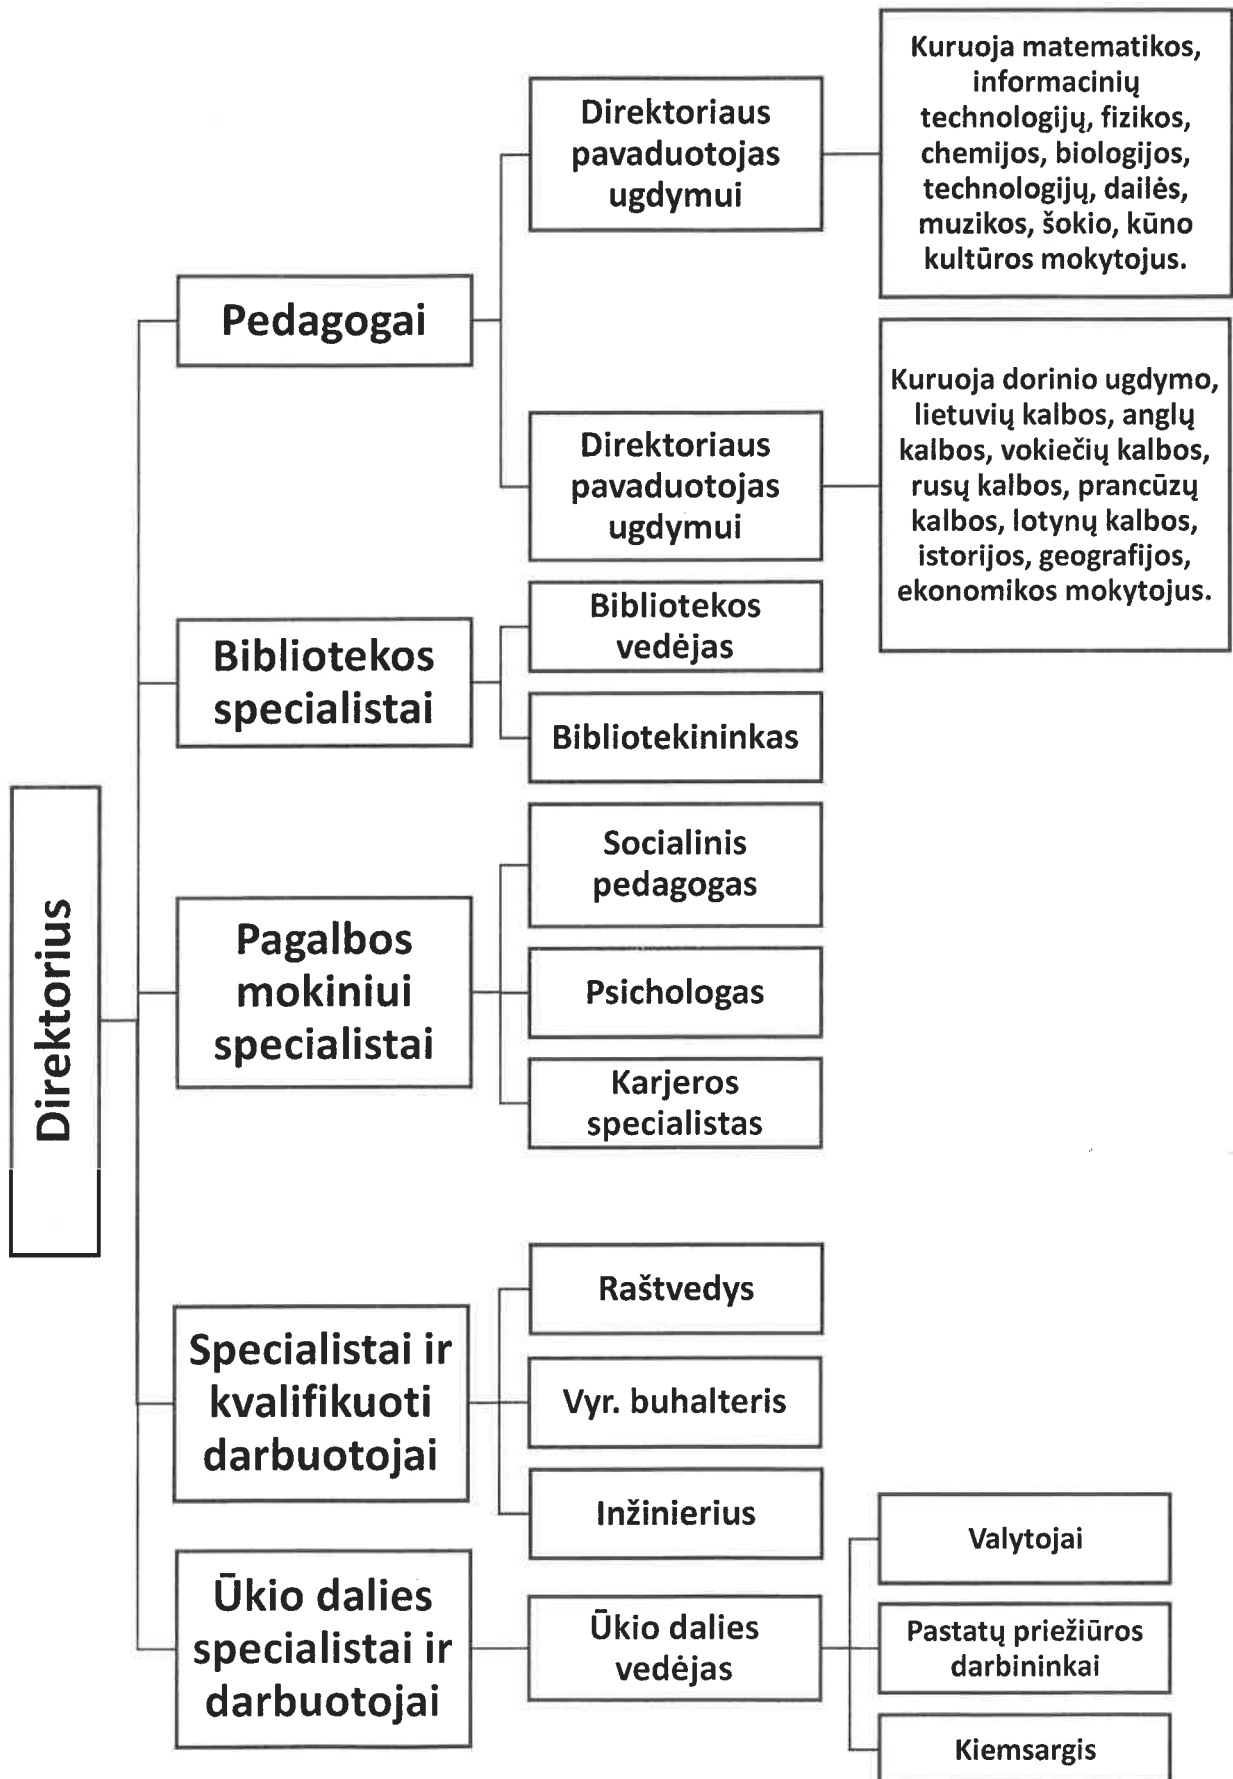 Direktorius
Pedagogai
Direktoriaus
pavaduotojas
ugdymui
Kuruoja matematikos,
informacinių
technologijų, fizikos,
chemijos, biologijos,
technologijų, dailės,
muzikos, šokio, kūno
kultūros mokytojus.
Direktoriaus
pavaduotojas
ugdymui
Kuruoja dorinio ugdymo,
lietuvių kalbos, anglų
kalbos, vokiečių kalbos,
rusų kalbos, prancūzų
kalbos, lotynų kalbos,
istorijos, geografijos,
ekonomikos mokytojus.
Bibliotekos
specialistai
Bibliotekos
vedėjas
Bibliotekininkas
Pagalbos
mokiniui
specialistai
Socialinis
pedagogas
Psichologas
Karjeros
specialistas
Specialistai ir
kvalifikuoti
darbuotojai
Raštvedys
Vyr. buhalteris
Inžinierius
Ūkio dalies
specialistai ir
darbuotojai
Ūkio dalies
vedėjas
Valytojai
Pastatų priežiūros
darbininkai
Kiemsargis